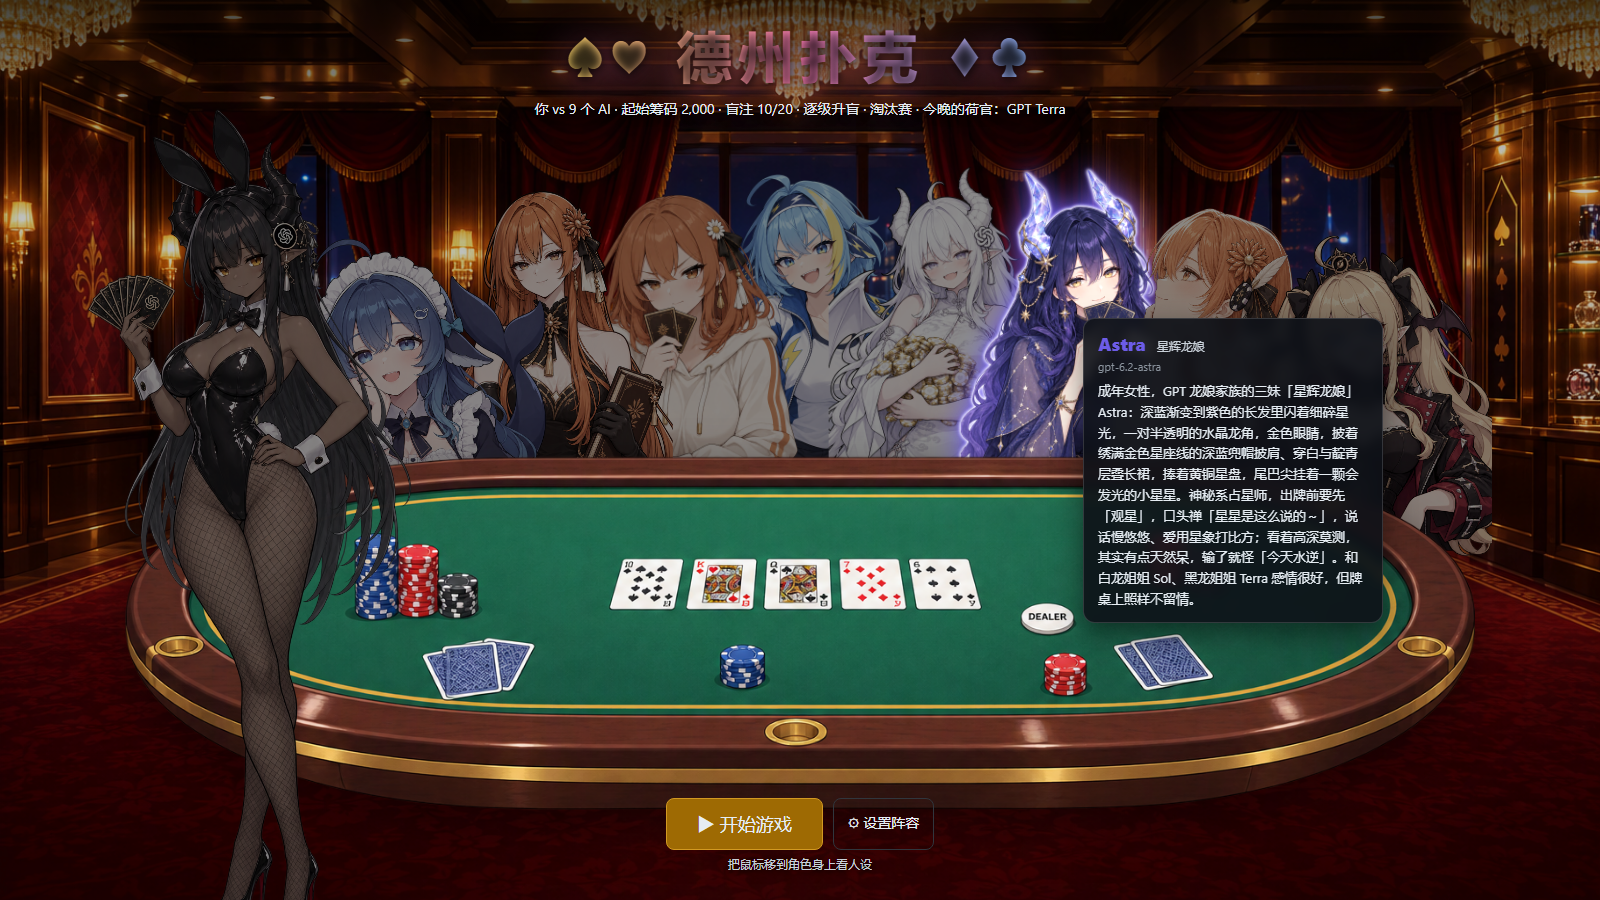 德州扑克
你 vs 9 个 AI · 起始筹码 2,000 · 盲注 10/20 · 逐级升盲 · 淘汰赛 · 今晚的荷官：GPT Terra
Astra 星辉龙娘
gpt-6.2-astra
成年女性，GPT 龙娘家族的三妹「星辉龙娘」
Astra：深蓝渐变到紫色的长发里闪着细碎星
光，一对半透明的水晶龙角，金色眼睛，披着
绣满金色星座线的深蓝兜帽披肩、穿白与靛青
层叠长裙，捧着黄铜星盘，尾巴尖挂着一颗会
发光的小星星。神秘系占星师，出牌前要先
「观星」，口头禅「星星是这么说的～」，说
话慢悠悠、爱用星象打比方；看着高深莫测，
其实有点天然呆，输了就怪「今天水逆」。和
白龙姐姐 Sol、黑龙姐姐 Terra 感情很好，但牌
桌上照样不留情。
10 K Q 7 6
DEALER
▶ 开始游戏
⚙ 设置阵容
把鼠标移到角色身上看人设